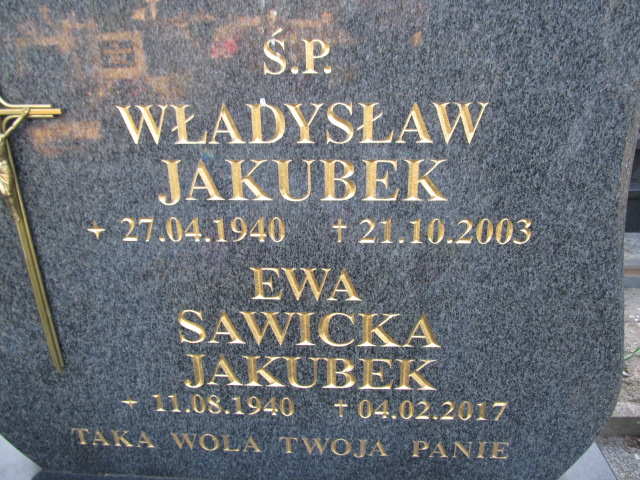 Ś.P.
WŁADYSŁAW
JAKUBEK
27.04.1940 † 21.10.2003
EWA
SAWICKA
JAKUBEK
11.08.1940 † 04.02.2017
TAKA WOLA TWOJA PANIE